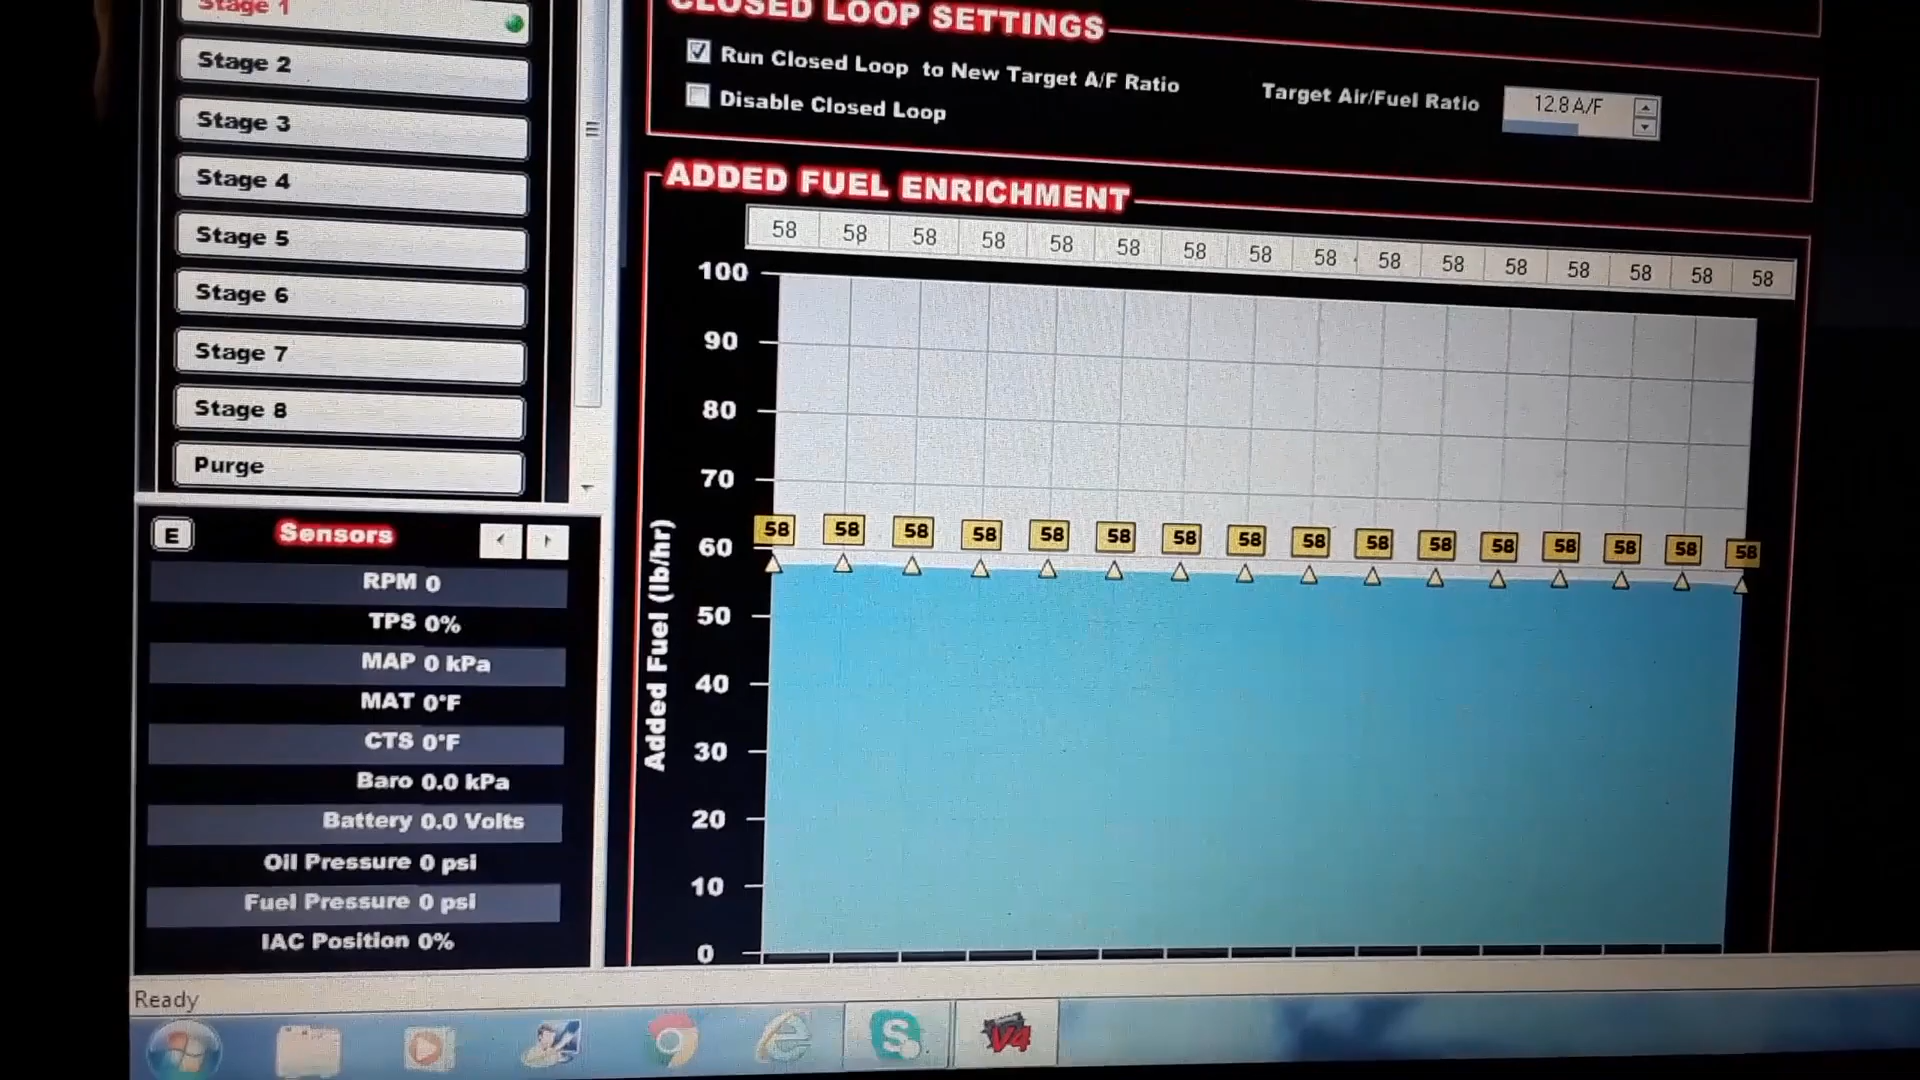 Stage 1
Stage 2
Stage 3
Stage 4
Stage 5
Stage 6
Stage 7
Stage 8
Purge
E Sensors
RPM 0
TPS 0%
MAP 0 kPa
MAT 0°F
CTS 0°F
Baro 0.0 kPa
Battery 0.0 Volts
Oil Pressure 0 psi
Fuel Pressure 0 psi
IAC Position 0%
CLOSED LOOP SETTINGS
Run Closed Loop to New Target A/F Ratio
Disable Closed Loop
Target Air/Fuel Ratio 12.8 A/F
ADDED FUEL ENRICHMENT
58 58 58 58 58 58 58 58 58 58 58 58 58 58 58 58
100
90
80
70
60
50
40
30
20
10
0
Added Fuel (lb/hr)
58 58 58 58 58 58 58 58 58 58 58 58 58 58 58 58
Ready
S
V4